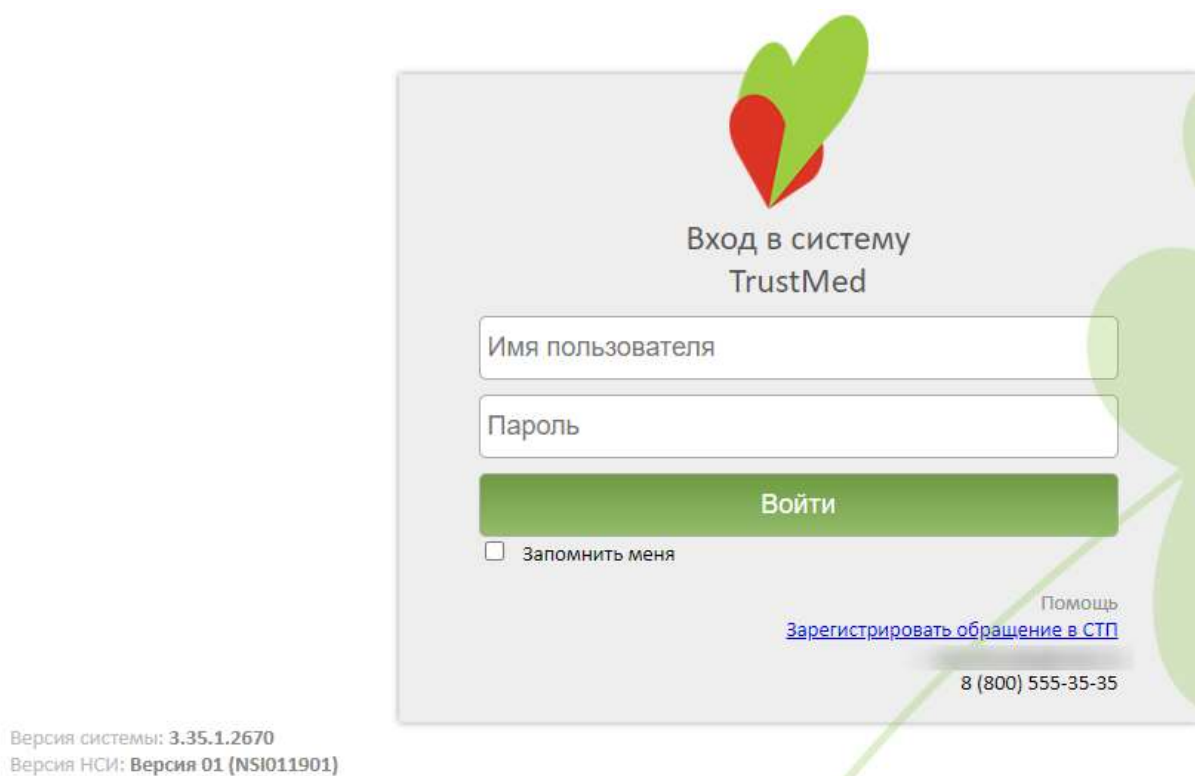 Вход в систему
TrustMed
Имя пользователя
Пароль
Войти
Запомнить меня
Помощь
Зарегистрировать обращение в СТП
8 (800) 555-35-35
Версия системы: 3.35.1.2670
Версия НСИ: Версия 01 (NSI011901)